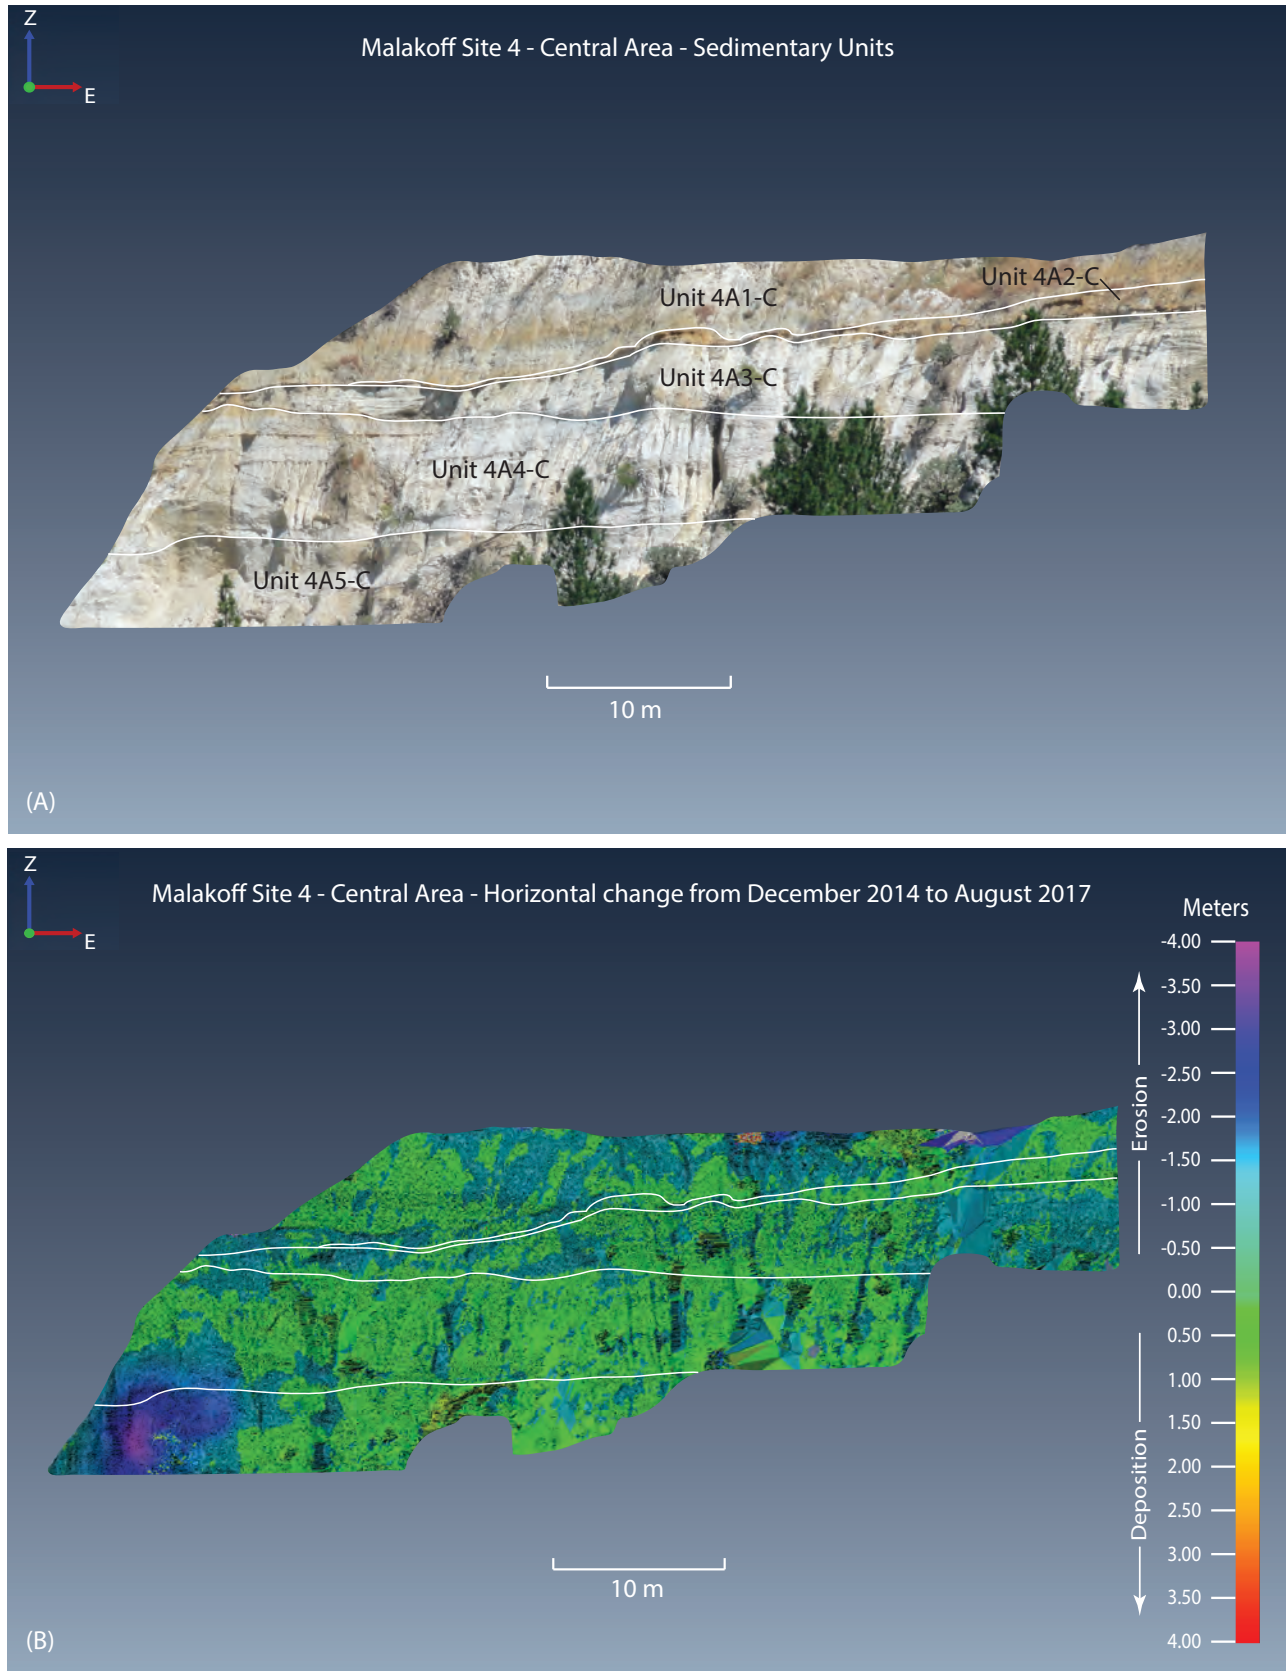 Z
E
Malakoff Site 4 - Central Area - Sedimentary Units
Unit 4A1-C
Unit 4A2-C
Unit 4A3-C
Unit 4A4-C
Unit 4A5-C
10 m
(A)
Z
E
Malakoff Site 4 - Central Area - Horizontal change from December 2014 to August 2017
Meters
-4.00
-3.50
-3.00
-2.50
-2.00
-1.50
-1.00
-0.50
0.00
0.50
1.00
1.50
2.00
2.50
3.00
3.50
4.00
Erosion
Deposition
10 m
(B)